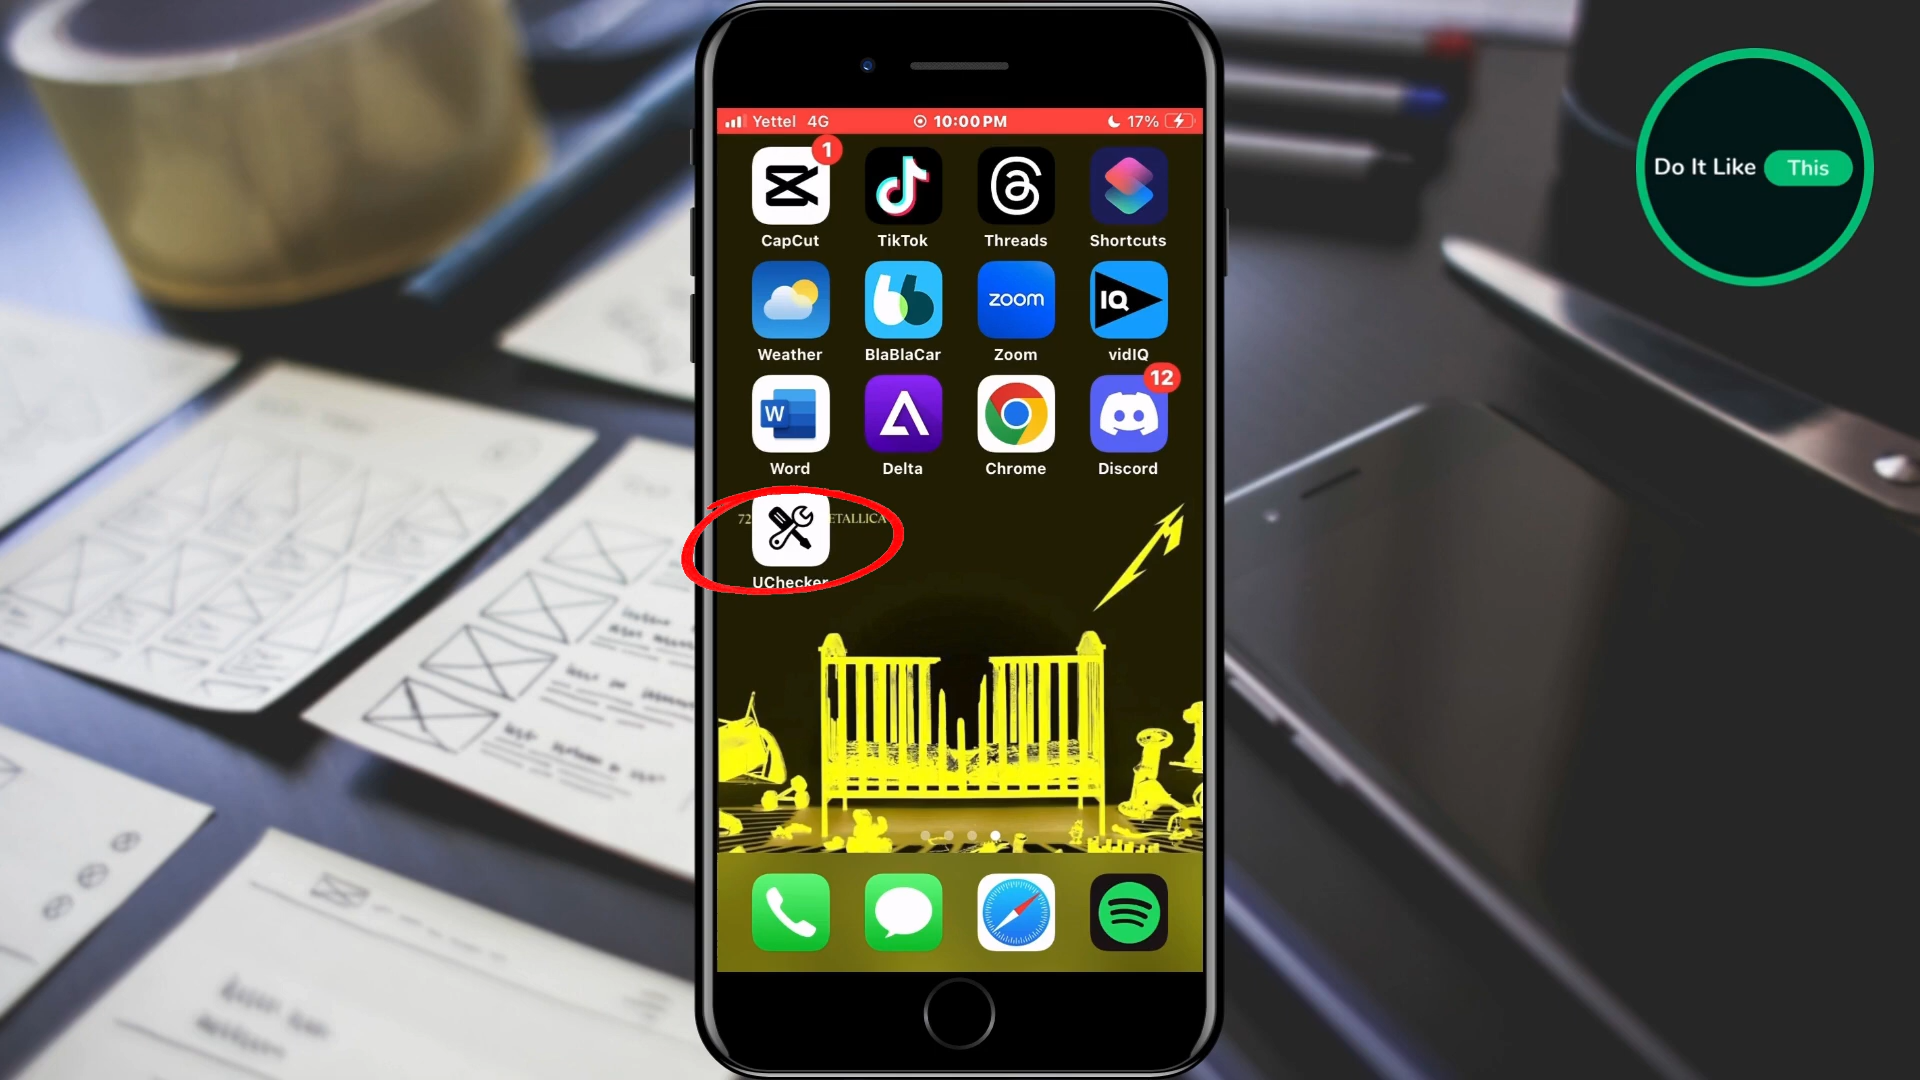 Yettel 4G 10:00 PM 17%
Do It Like This
1
CapCut TikTok Threads Shortcuts
zoom IQ
Weather BlaBlaCar Zoom vidIQ
12
W
Word Delta Chrome Discord
72 ETALLICA
UChecker